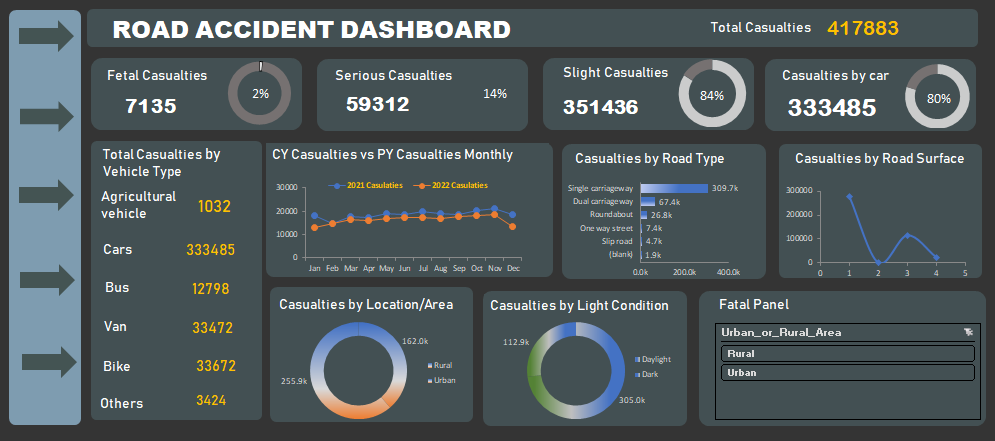 ROAD ACCIDENT DASHBOARD
Total Casualties 417883
Fetal Casualties
7135
2%
Serious Casualties
59312
14%
Slight Casualties
351436
84%
Casualties by car
333485
80%
Total Casualties by
Vehicle Type
Agricultural
vehicle
1032
Cars 333485
Bus 12798
Van 33472
Bike 33672
Others 3424
CY Casualties vs PY Casualties Monthly
2021 Casulaties 2022 Casulaties
30000
20000
10000
0
Jan Feb Mar Apr May Jun Jul Aug Sep Oct Nov Dec
Casualties by Road Type
Single carriageway 309.7k
Dual carriageway 67.4k
Roundabout 26.8k
One way street 7.4k
Slip road 4.7k
(blank) 1.9k
0.0k 200.0k 400.0k
Casualties by Road Surface
300000
200000
100000
0
0 1 2 3 4 5
Casualties by Location/Area
162.0k
255.9k
Rural
Urban
Casualties by Light Condition
112.9k
305.0k
Daylight
Dark
Fatal Panel
Urban_or_Rural_Area
Rural
Urban